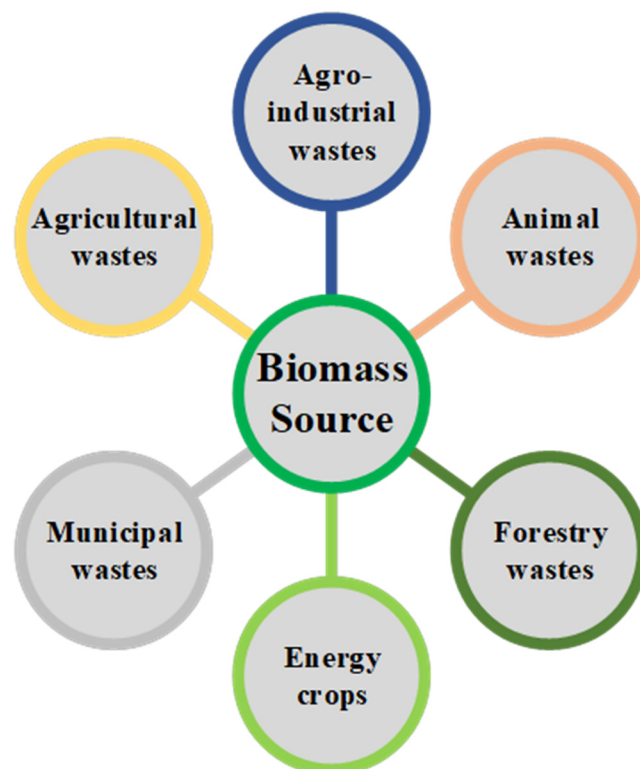 Agro-
industrial
wastes
Agricultural
wastes
Animal
wastes
Biomass
Source
Municipal
wastes
Forestry
wastes
Energy
crops